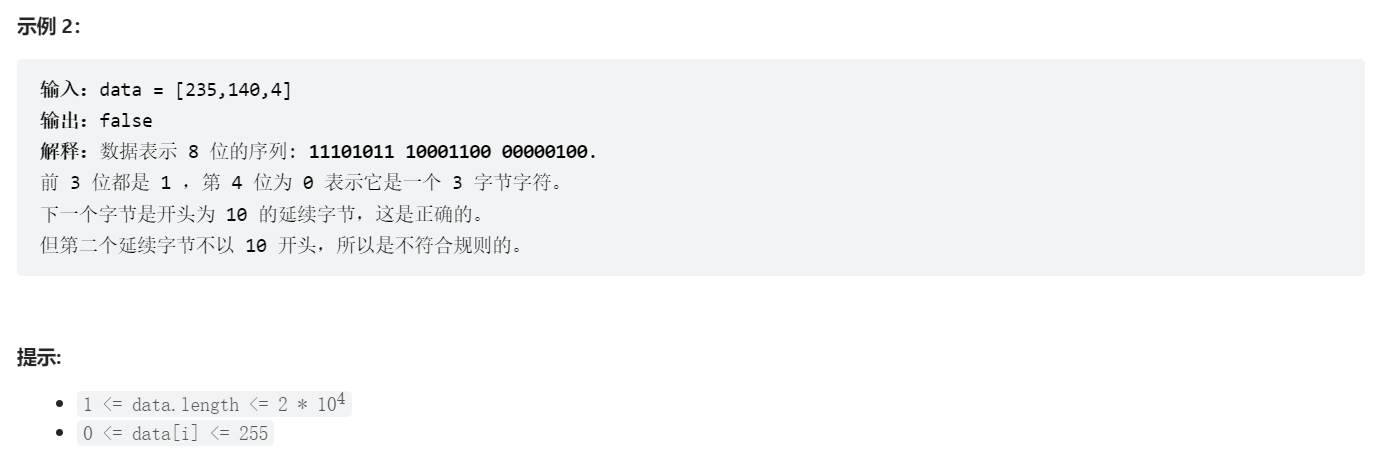 示例 2：
输入：data = [235,140,4]
输出：false
解释：数据表示 8 位的序列: 11101011 10001100 00000100.
前 3 位都是 1 ，第 4 位为 0 表示它是一个 3 字节字符。
下一个字节是开头为 10 的延续字节，这是正确的。
但第二个延续字节不以 10 开头，所以是不符合规则的。
提示:
• 1 <= data.length <= 2 * 10⁴
• 0 <= data[i] <= 255